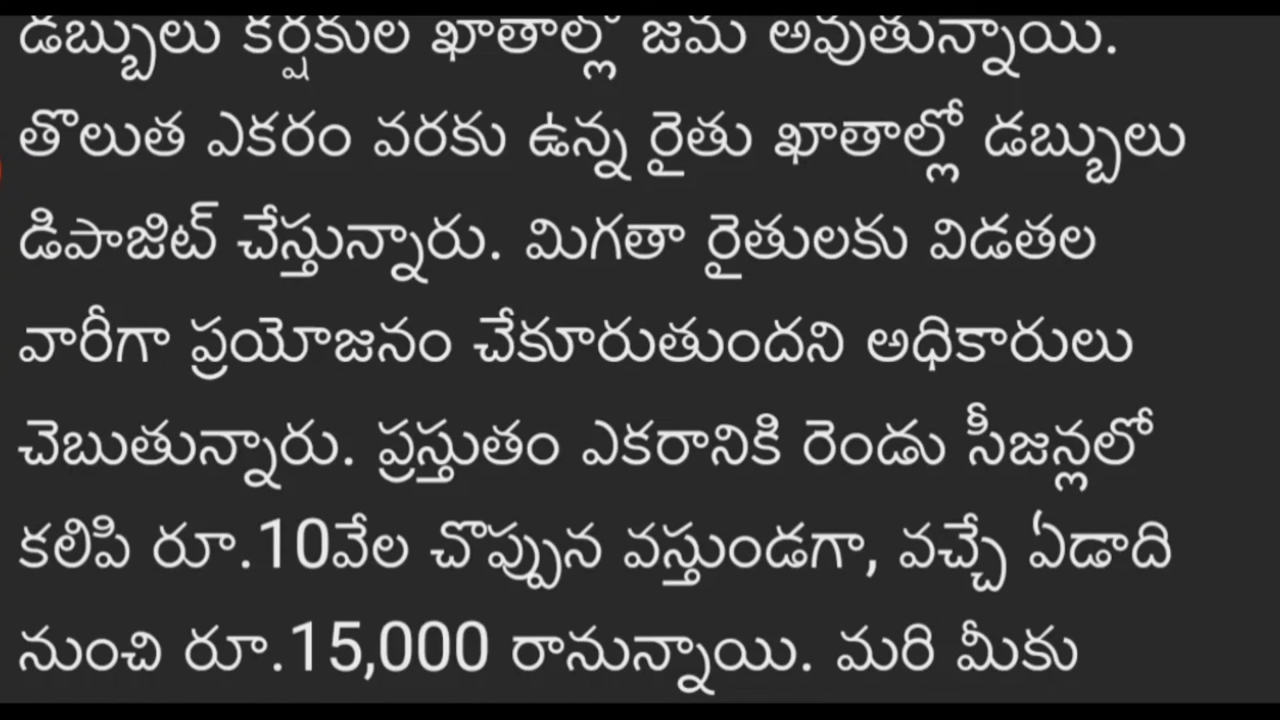 డబ్బులు కర్షకుల ఖాతాల్లో జమ అవుతున్నాయి.
తొలుత ఎకరం వరకు ఉన్న రైతు ఖాతాల్లో డబ్బులు
డిపాజిట్ చేస్తున్నారు. మిగతా రైతులకు విడతల
వారీగా ప్రయోజనం చేకూరుతుందని అధికారులు
చెబుతున్నారు. ప్రస్తుతం ఎకరానికి రెండు సీజన్లలో
కలిపి రూ.10వేల చొప్పున వస్తుండగా, వచ్చే ఏడాది
నుంచి రూ.15,000 రానున్నాయి. మరి మీకు